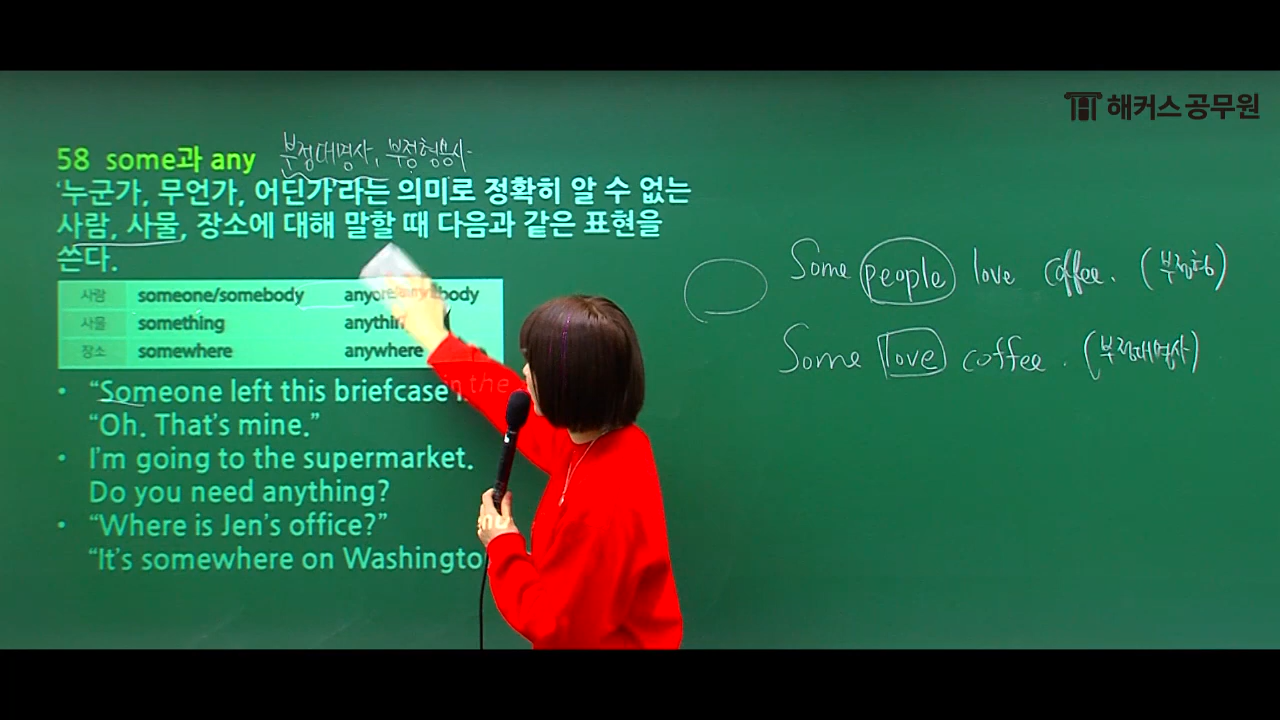 해커스공무원
58 some과 any 부정대명사, 부정형용사
‘누군가, 무언가, 어딘가’라는 의미로 정확히 알 수 없는
사람, 사물, 장소에 대해 말할 때 다음과 같은 표현을
쓴다.
사람 someone/somebody
사물 something
장소 somewhere anywhere
• “Someone left this briefcase the
“Oh. That’s mine.”
• I’m going to the supermarket.
Do you need anything?
• “Where is Jen’s office?”
“It’s somewhere on
Some people love coffee. (부정형)
Some love coffee. (부정대명사)